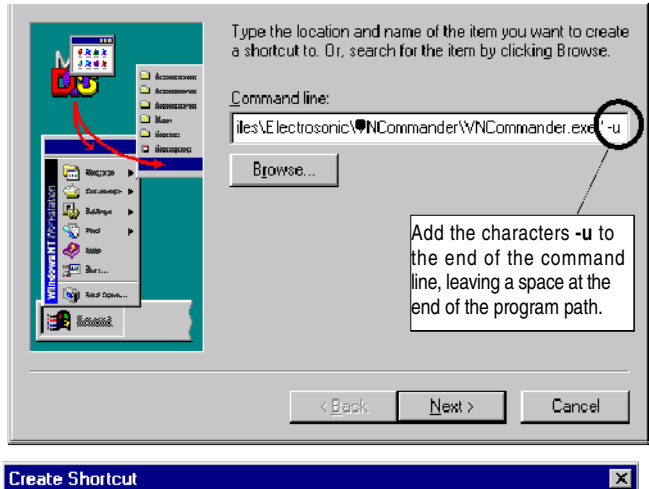 Type the location and name of the item you want to create
a shortcut to. Or, search for the item by clicking Browse.
Command line:
iles\Electrosonic\VNCommander\VNCommander.exe" -u
Browse...
Add the characters -u to
the end of the command
line, leaving a space at the
end of the program path.
Windows NT Workstation
< Back
Next >
Cancel
Create Shortcut